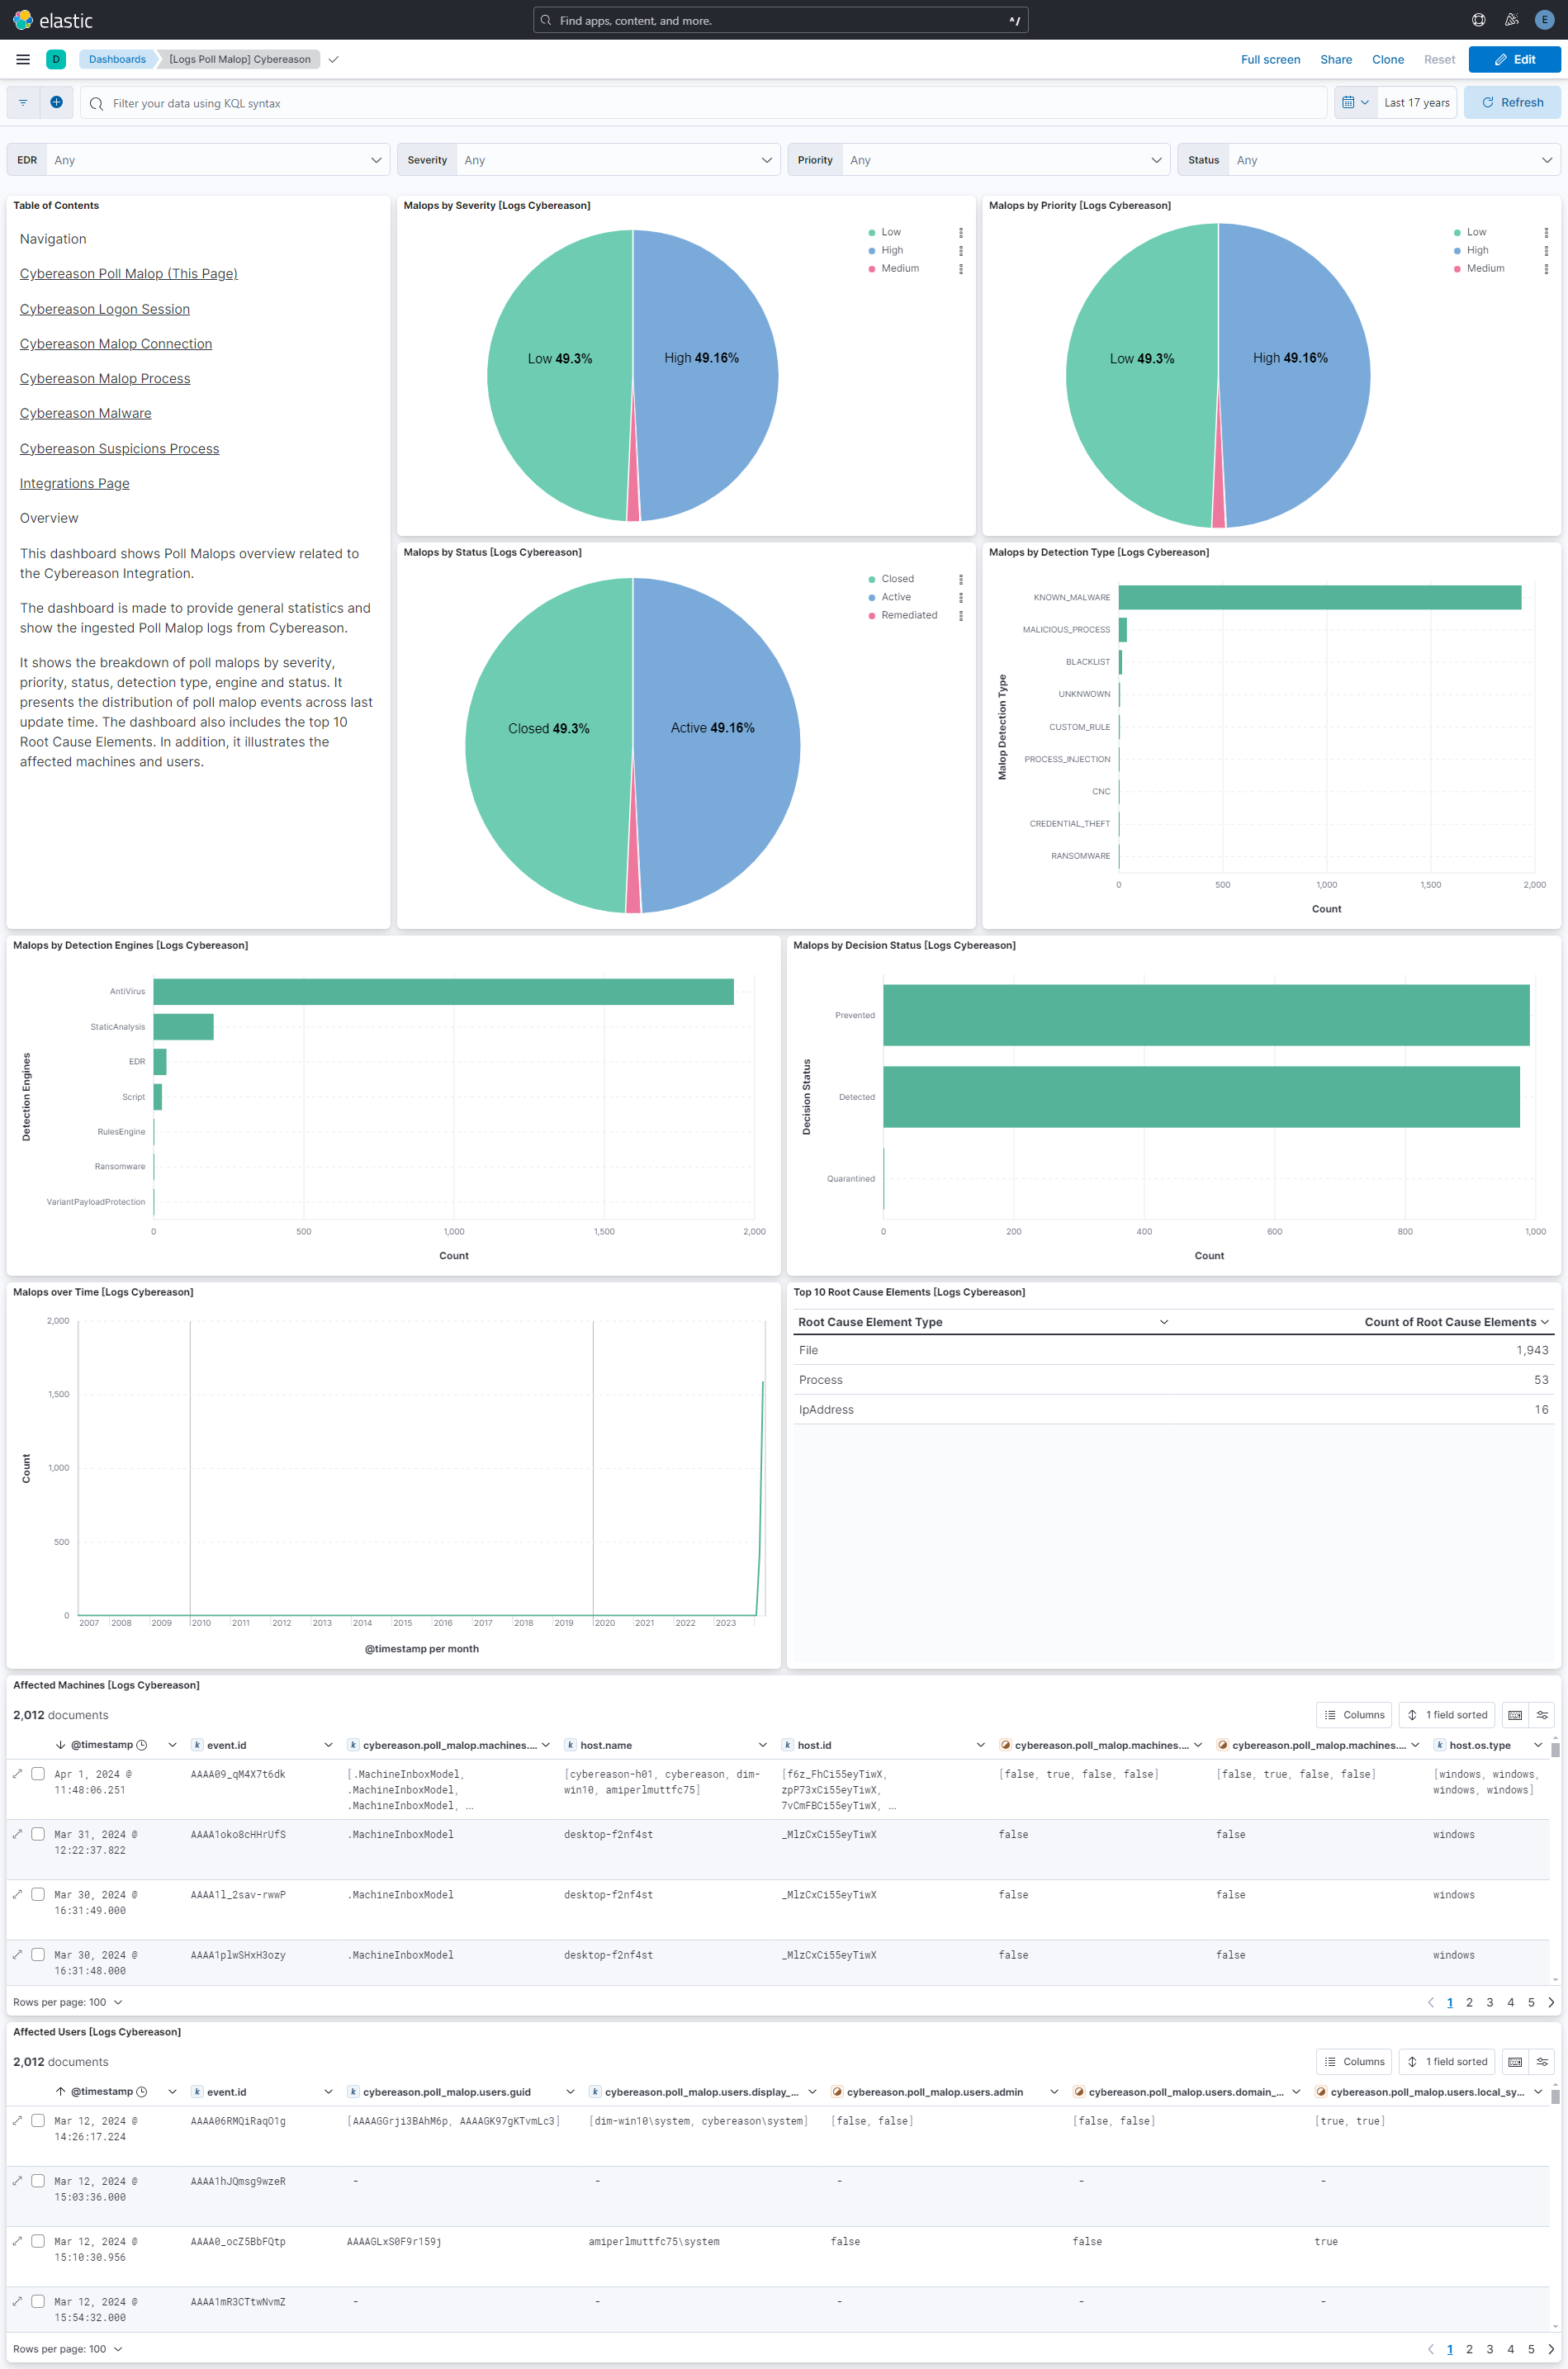 elastic
Find apps, content, and more.
^/
E
D
Dashboards
[Logs Poll Malop] Cybereason
Full screen
Share
Clone
Reset
Edit
Filter your data using KQL syntax
Last 17 years
Refresh
EDR Any
Severity Any
Priority Any
Status Any
Table of Contents
Navigation
Cybereason Poll Malop (This Page)
Cybereason Logon Session
Cybereason Malop Connection
Cybereason Malop Process
Cybereason Malware
Cybereason Suspicions Process
Integrations Page
Overview
This dashboard shows Poll Malops overview related to
the Cybereason Integration.
The dashboard is made to provide general statistics and
show the ingested Poll Malop logs from Cybereason.
It shows the breakdown of poll malops by severity,
priority, status, detection type, engine and status. It
presents the distribution of poll malop events across last
update time. The dashboard also includes the top 10
Root Cause Elements. In addition, it illustrates the
affected machines and users.
Malops by Severity [Logs Cybereason]
Low 49.3%
High 49.16%
Low
High
Medium
Malops by Priority [Logs Cybereason]
Low 49.3%
High 49.16%
Low
High
Medium
Malops by Status [Logs Cybereason]
Closed 49.3%
Active 49.16%
Closed
Active
Remediated
Malops by Detection Type [Logs Cybereason]
Malop Detection Type
KNOWN_MALWARE
MALICIOUS_PROCESS
BLACKLIST
UNKNWOWN
CUSTOM_RULE
PROCESS_INJECTION
CNC
CREDENTIAL_THEFT
RANSOMWARE
0 500 1,000 1,500 2,000
Count
Malops by Detection Engines [Logs Cybereason]
Detection Engines
AntiVirus
StaticAnalysis
EDR
Script
RulesEngine
Ransomware
VariantPayloadProtection
0 500 1,000 1,500 2,000
Count
Malops by Decision Status [Logs Cybereason]
Decision Status
Prevented
Detected
Quarantined
0 200 400 600 800 1,000
Count
Malops over Time [Logs Cybereason]
Count
2,000
1,500
1,000
500
0
2007 2008 2009 2010 2011 2012 2013 2014 2015 2016 2017 2018 2019 2020 2021 2022 2023
@timestamp per month
Top 10 Root Cause Elements [Logs Cybereason]
Root Cause Element Type Count of Root Cause Elements
File 1,943
Process 53
IpAddress 16
Affected Machines [Logs Cybereason]
2,012 documents
Columns
1 field sorted
@timestamp k event.id k cybereason.poll_malop.machines.... k host.name k host.id cybereason.poll_malop.machines.... cybereason.poll_malop.machines.... k host.os.type
Apr 1, 2024 @ AAAA09_qM4X7t6dk [.MachineInboxModel, [cybereason-h01, cybereason, dim- [f6z_FhCi55eyTiwX, [false, true, false, false] [false, true, false, false] [windows, windows,
11:48:06.251 .MachineInboxModel, win10, amiperlmuttfc75] zpP73xCi55eyTiwX, windows, windows]
.MachineInboxModel, ... 7vCmFBCi55eyTiwX, ...
Mar 31, 2024 @ AAAA1oko8cHHrUfS .MachineInboxModel desktop-f2nf4st _MlzCxCi55eyTiwX false false windows
12:22:37.822
Mar 30, 2024 @ AAAA1l_2sav-rwwP .MachineInboxModel desktop-f2nf4st _MlzCxCi55eyTiwX false false windows
16:31:49.000
Mar 30, 2024 @ AAAA1plwSHxH3ozy .MachineInboxModel desktop-f2nf4st _MlzCxCi55eyTiwX false false windows
16:31:48.000
Rows per page: 100
1 2 3 4 5
Affected Users [Logs Cybereason]
2,012 documents
Columns
1 field sorted
@timestamp k event.id k cybereason.poll_malop.users.guid k cybereason.poll_malop.users.display_... cybereason.poll_malop.users.admin cybereason.poll_malop.users.domain_... cybereason.poll_malop.users.local_sy...
Mar 12, 2024 @ AAAA06RMQiRaqO1g [AAAAGGrji3BAhM6p, AAAAGK97gKTvmLc3] [dim-win10\system, cybereason\system] [false, false] [false, false] [true, true]
14:26:17.224
Mar 12, 2024 @ AAAA1hJQmsg9wzeR - - - - -
15:03:36.000
Mar 12, 2024 @ AAAA0_ocZ5BbFQtp AAAAGLxS0F9r159j amiperlmuttfc75\system false false true
15:10:30.956
Mar 12, 2024 @ AAAA1mR3CTtwNvmZ - - - - -
15:54:32.000
Rows per page: 100
1 2 3 4 5